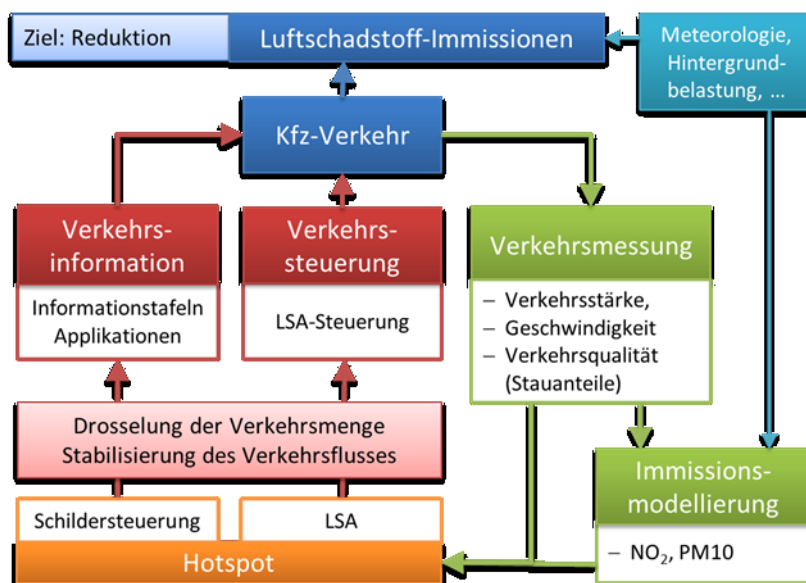 Ziel: Reduktion
Luftschadstoff-Immissionen
Meteorologie,
Hintergrund-
belastung, ...
Kfz-Verkehr
Verkehrs-
information
Informationstafeln
Applikationen
Verkehrs-
steuerung
LSA-Steuerung
Verkehrsmessung
– Verkehrsstärke,
– Geschwindigkeit
– Verkehrsqualität
(Stauanteile)
Drosselung der Verkehrsmenge
Stabilisierung des Verkehrsflusses
Immissions-
modellierung
– NO₂, PM10
Schildersteuerung
LSA
Hotspot